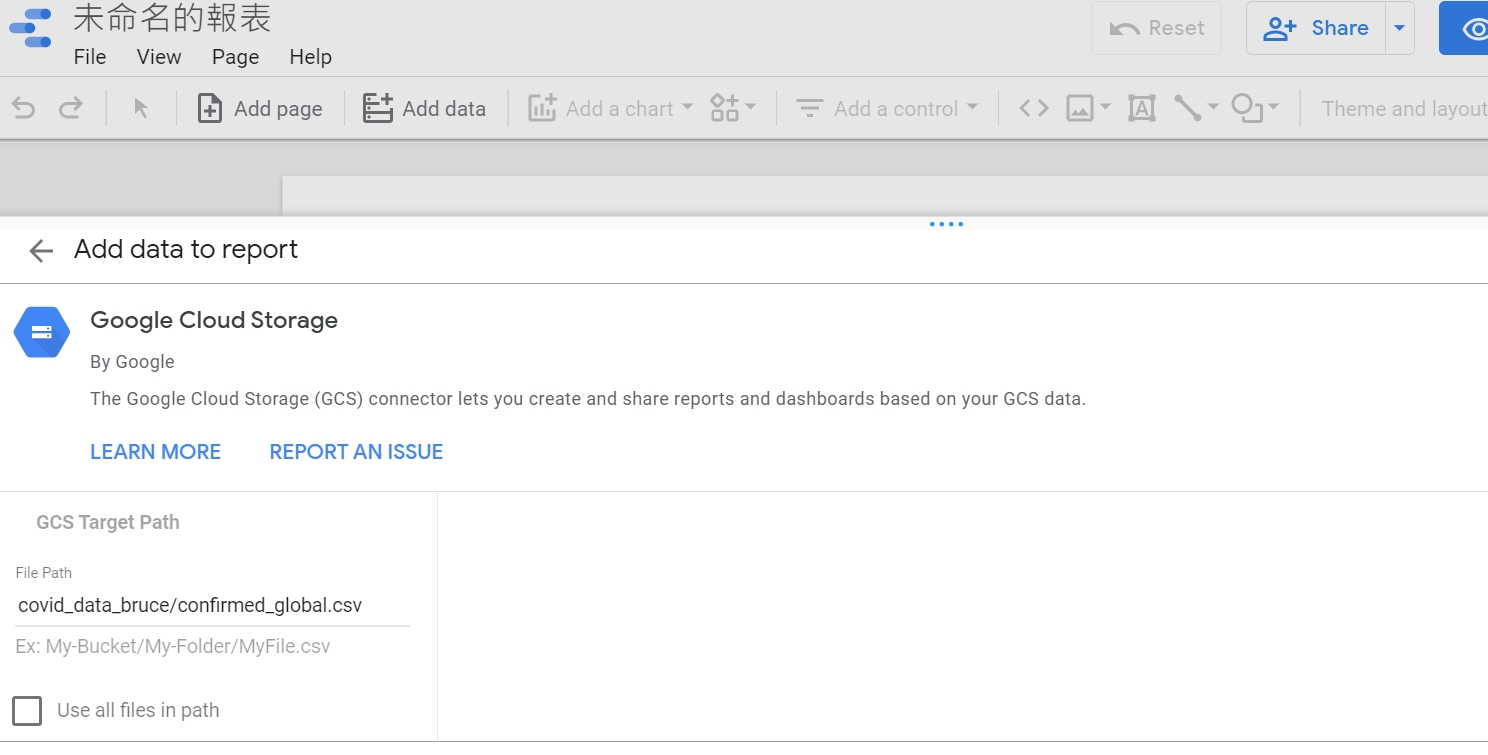 未命名的報表
File View Page Help
Reset
Share
Add page
Add data
Add a chart
Add a control
Theme and layout
Add data to report
Google Cloud Storage
By Google
The Google Cloud Storage (GCS) connector lets you create and share reports and dashboards based on your GCS data.
LEARN MORE REPORT AN ISSUE
GCS Target Path
File Path
covid_data_bruce/confirmed_global.csv
Ex: My-Bucket/My-Folder/MyFile.csv
Use all files in path